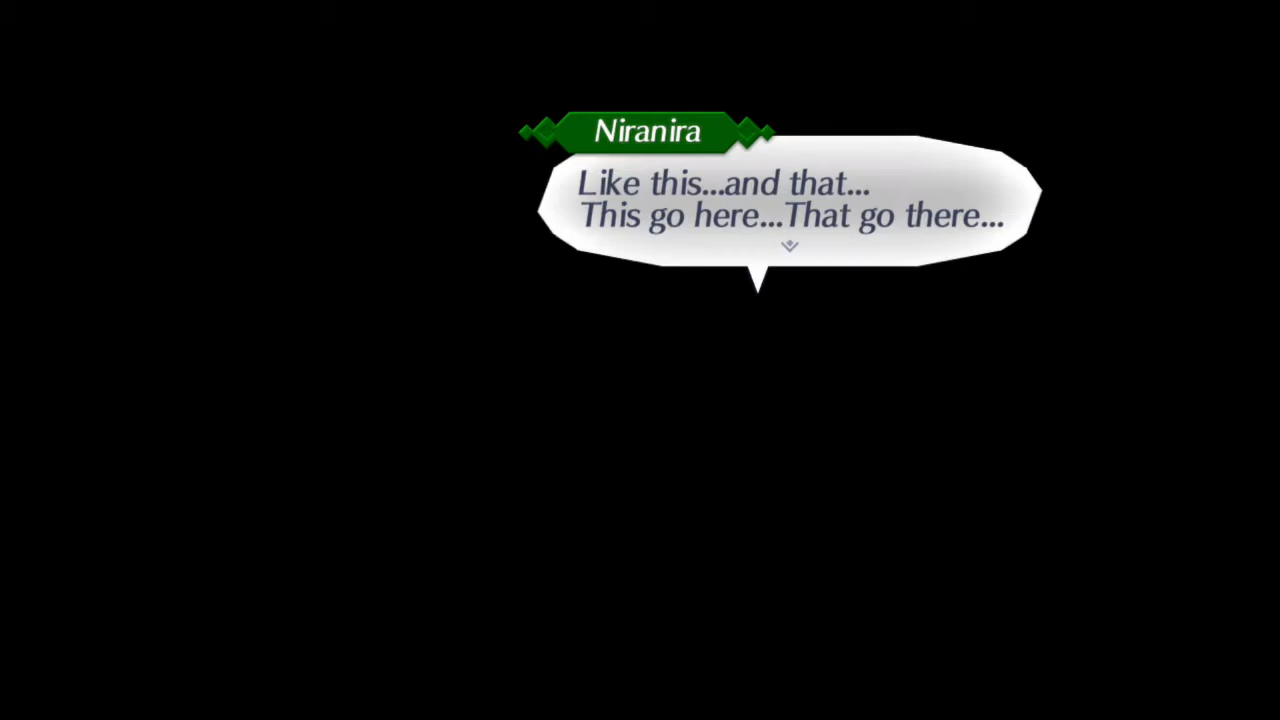 Niranira
Like this...and that...
This go here...That go there...